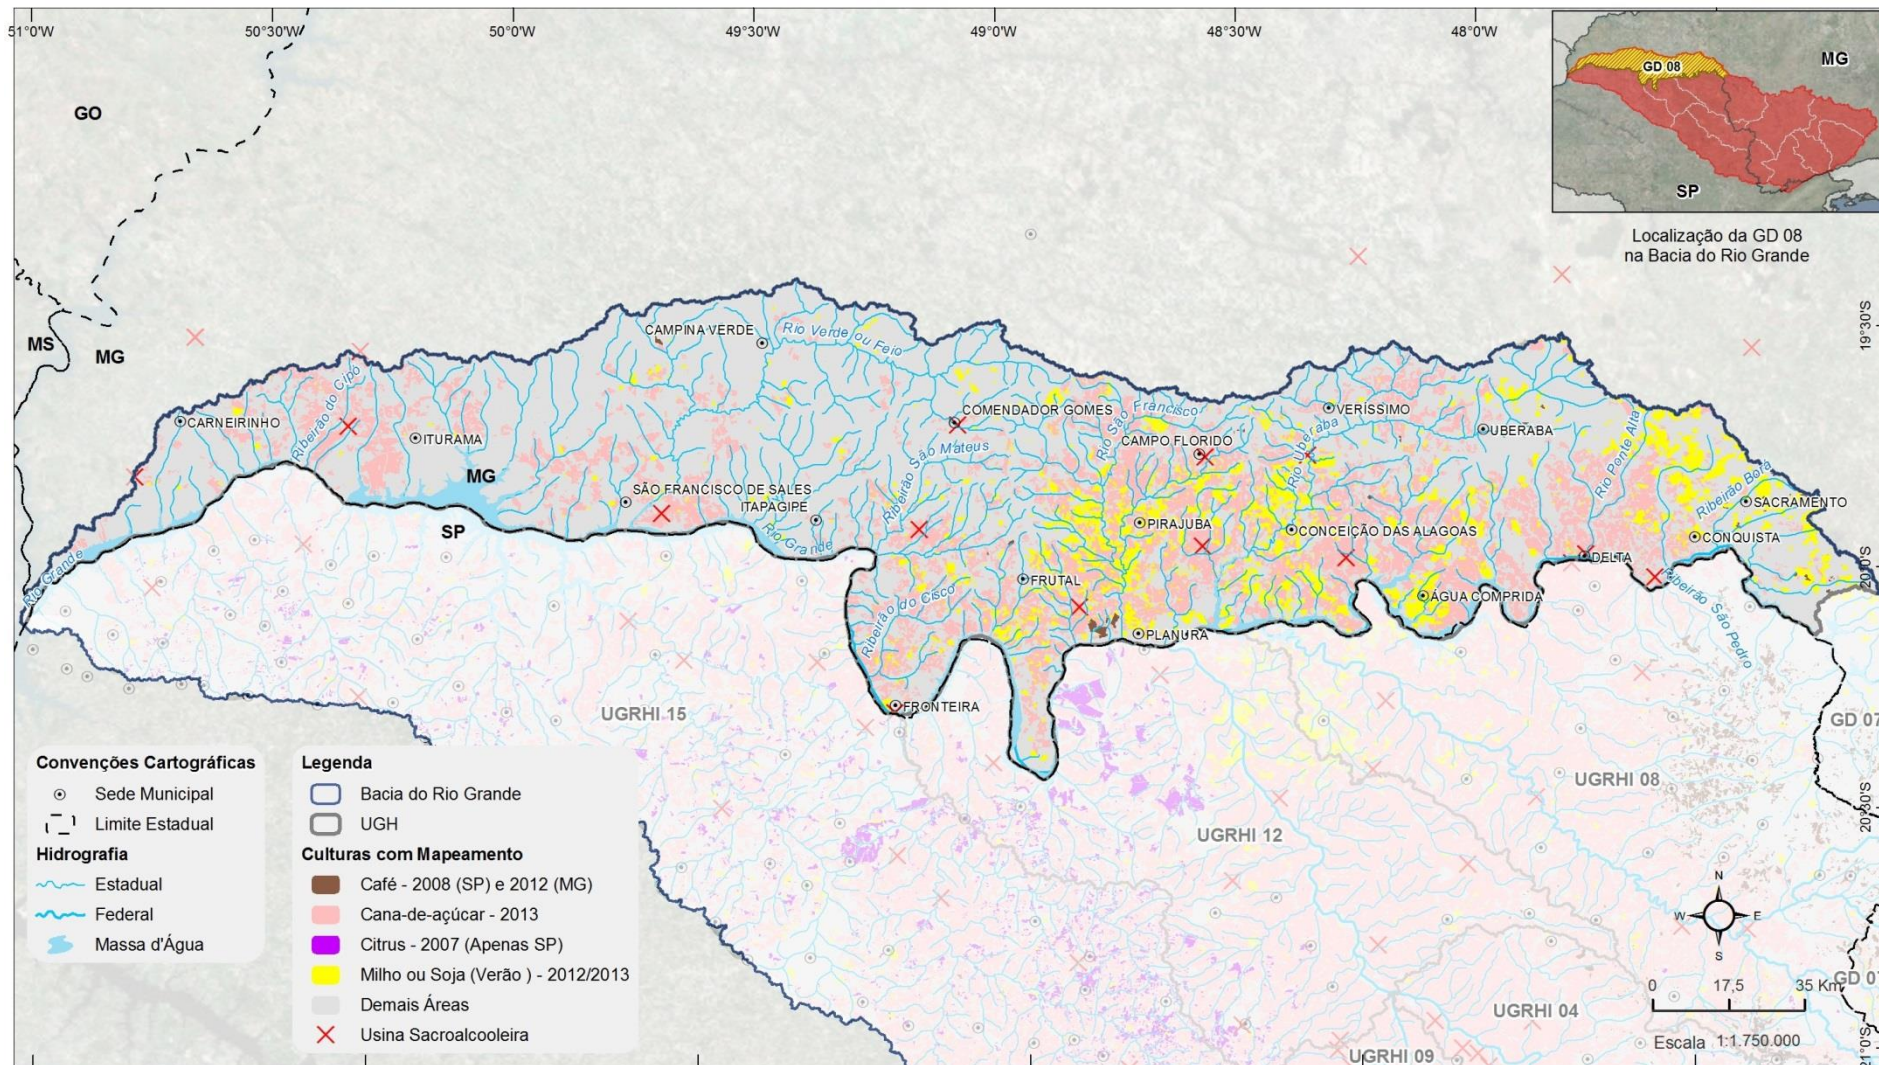 51°0'W
50°30'W
50°0'W
49°30'W
49°0'W
48°30'W
48°0'W
GO
MS
MG
GD 08
MG
SP
Localização da GD 08
na Bacia do Rio Grande
19°30'S
20°0'S
20°30'S
21°0'S
CAMPINA VERDE
Rio Verde ou Feio
Ribeirão do Cipó
CARNEIRINHO
ITURAMA
COMENDADOR GOMES
Rio São Francisco
VERÍSSIMO
CAMPO FLORIDO
Rio Uberaba
UBERABA
Rio Ponte Alta
Ribeirão São Mateus
Ribeirão Borá
MG
SÃO FRANCISCO DE SALES
ITAPAGIPE
SACRAMENTO
PIRAJUBA
CONCEIÇÃO DAS ALAGOAS
CONQUISTA
SP
Rio Grande
Rio Grande
DELTA
FRUTAL
ÁGUA COMPRIDA
Ribeirão do Cisco
Ribeirão São Pedro
PLANURA
FRONTEIRA
UGRHI 15
GD 07
UGRHI 08
UGRHI 12
GD 07
UGRHI 04
UGRHI 09
Convenções Cartográficas
Sede Municipal
Limite Estadual
Hidrografia
Estadual
Federal
Massa d'Água
Legenda
Bacia do Rio Grande
UGH
Culturas com Mapeamento
Café - 2008 (SP) e 2012 (MG)
Cana-de-açúcar - 2013
Citrus - 2007 (Apenas SP)
Milho ou Soja (Verão ) - 2012/2013
Demais Áreas
Usina Sacroalcooleira
N
W
E
S
0 17,5 35 Km
Escala 1:1.750.000